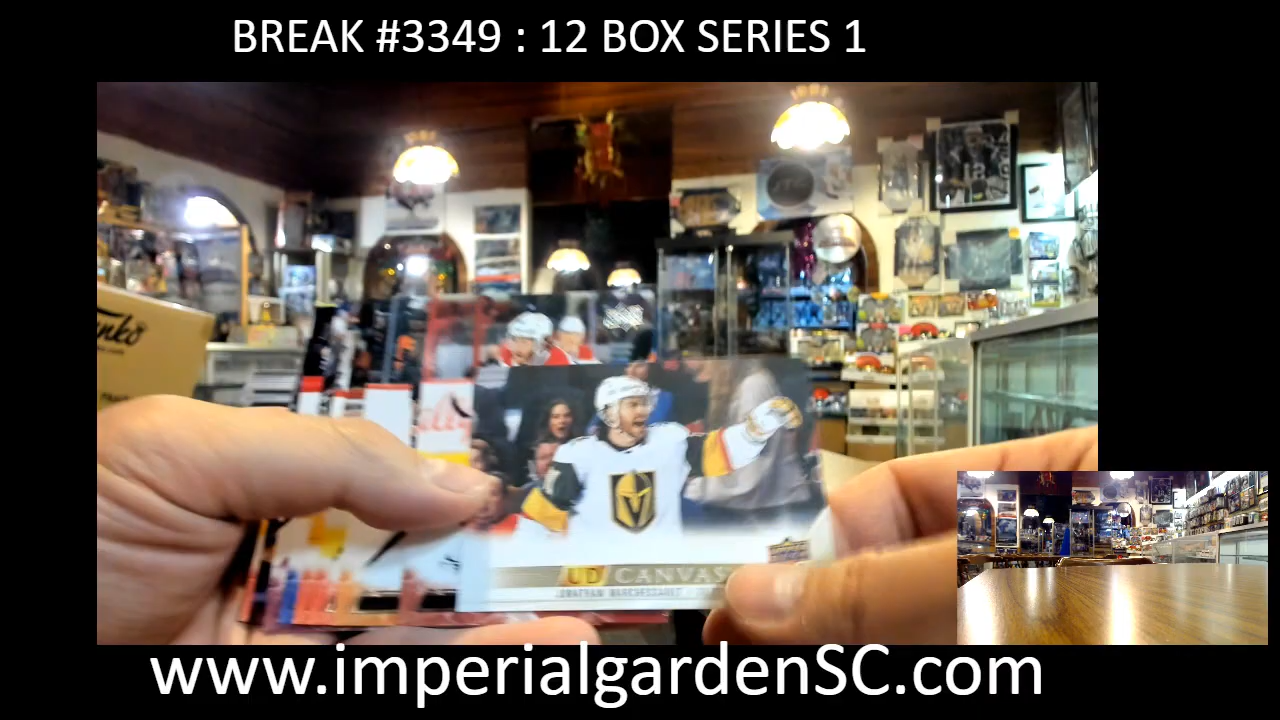 BREAK #3349 : 12 BOX SERIES 1
UD CANVAS
JONATHAN MARCHESSAULT
www.imperialgardenSC.com